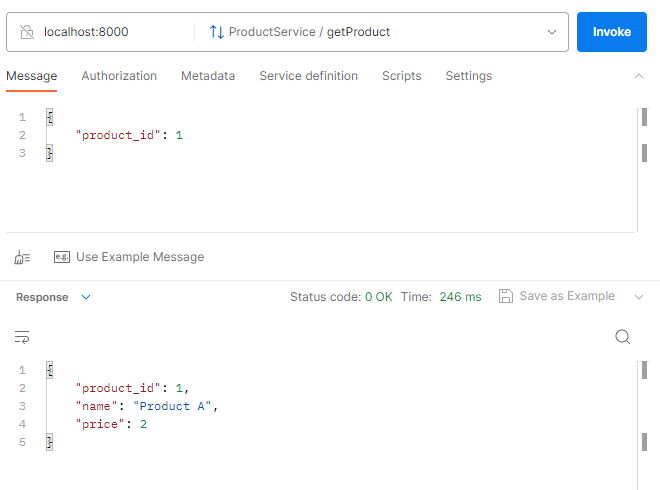 localhost:8000 ProductService / getProduct Invoke
Message Authorization Metadata Service definition Scripts Settings
1 {
2 "product_id": 1
3 }
e.g. Use Example Message
Response Status code: 0 OK Time: 246 ms Save as Example
1 {
2 "product_id": 1,
3 "name": "Product A",
4 "price": 2
5 }